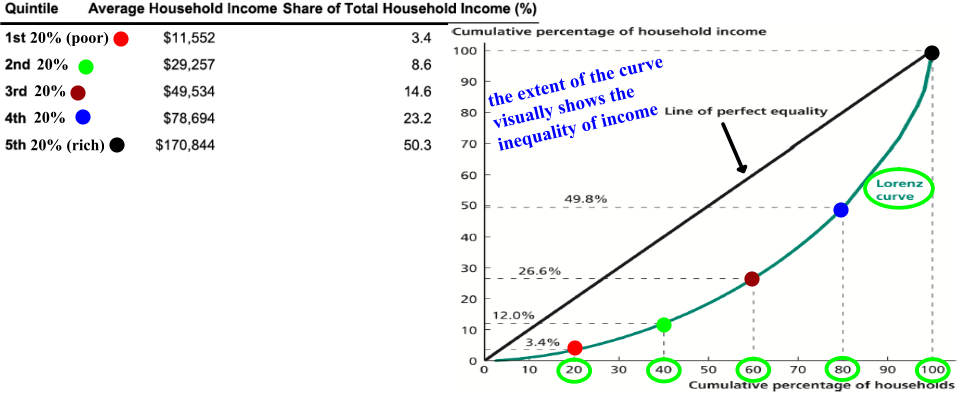 Quintile Average Household Income Share of Total Household Income (%)
1st 20% (poor) $11,552 3.4
2nd 20% $29,257 8.6
3rd 20% $49,534 14.6
4th 20% $78,694 23.2
5th 20% (rich) $170,844 50.3
Cumulative percentage of household income
100
90
80
70
60
50
40
30
20
10
0
the extent of the curve
visually shows the
inequality of income
Line of perfect equality
Lorenz
curve
49.8%
26.6%
12.0%
3.4%
0 10 20 30 40 50 60 70 80 90 100
Cumulative percentage of households